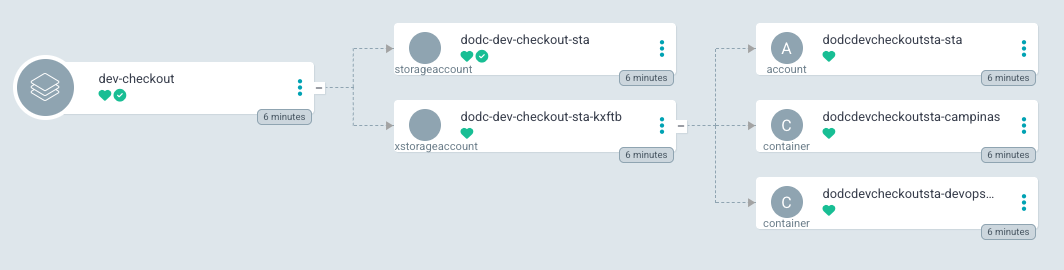 dev-checkout
6 minutes
dodc-dev-checkout-sta
storageaccount
6 minutes
dodc-dev-checkout-sta-kxftb
xstorageaccount
6 minutes
A
dodcdevcheckoutsta-sta
account
6 minutes
C
dodcdevcheckoutsta-campinas
container
6 minutes
C
dodcdevcheckoutsta-devops...
container
6 minutes